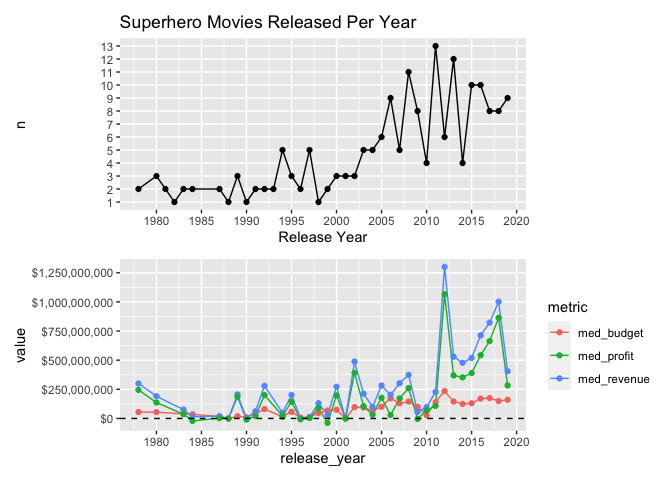 Superhero Movies Released Per Year
n
13
12
11
10
9
8
7
6
5
4
3
2
1
1980 1985 1990 1995 2000 2005 2010 2015 2020
Release Year
value
$1,250,000,000
$1,000,000,000
$750,000,000
$500,000,000
$250,000,000
$0
1980 1985 1990 1995 2000 2005 2010 2015 2020
release_year
metric
med_budget
med_profit
med_revenue